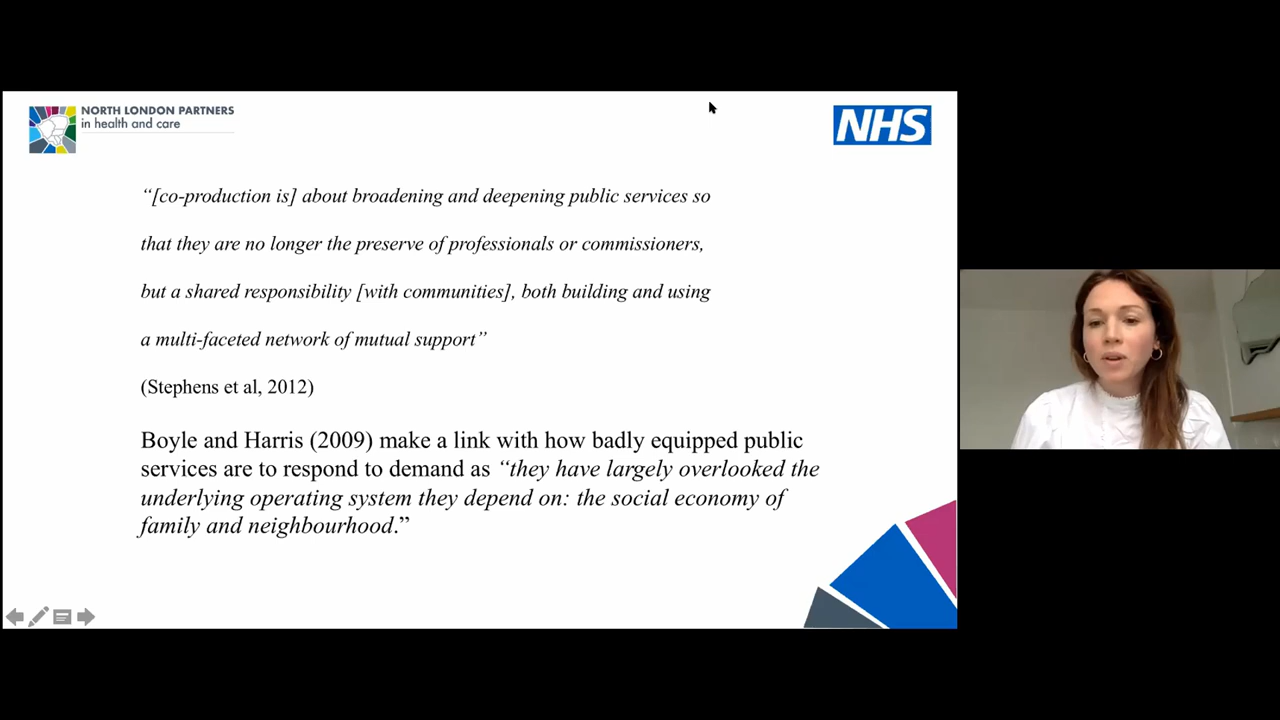 NORTH LONDON PARTNERS
in health and care
NHS
“[co-production is] about broadening and deepening public services so
that they are no longer the preserve of professionals or commissioners,
but a shared responsibility [with communities], both building and using
a multi-faceted network of mutual support”
(Stephens et al, 2012)
Boyle and Harris (2009) make a link with how badly equipped public
services are to respond to demand as “they have largely overlooked the
underlying operating system they depend on: the social economy of
family and neighbourhood.”